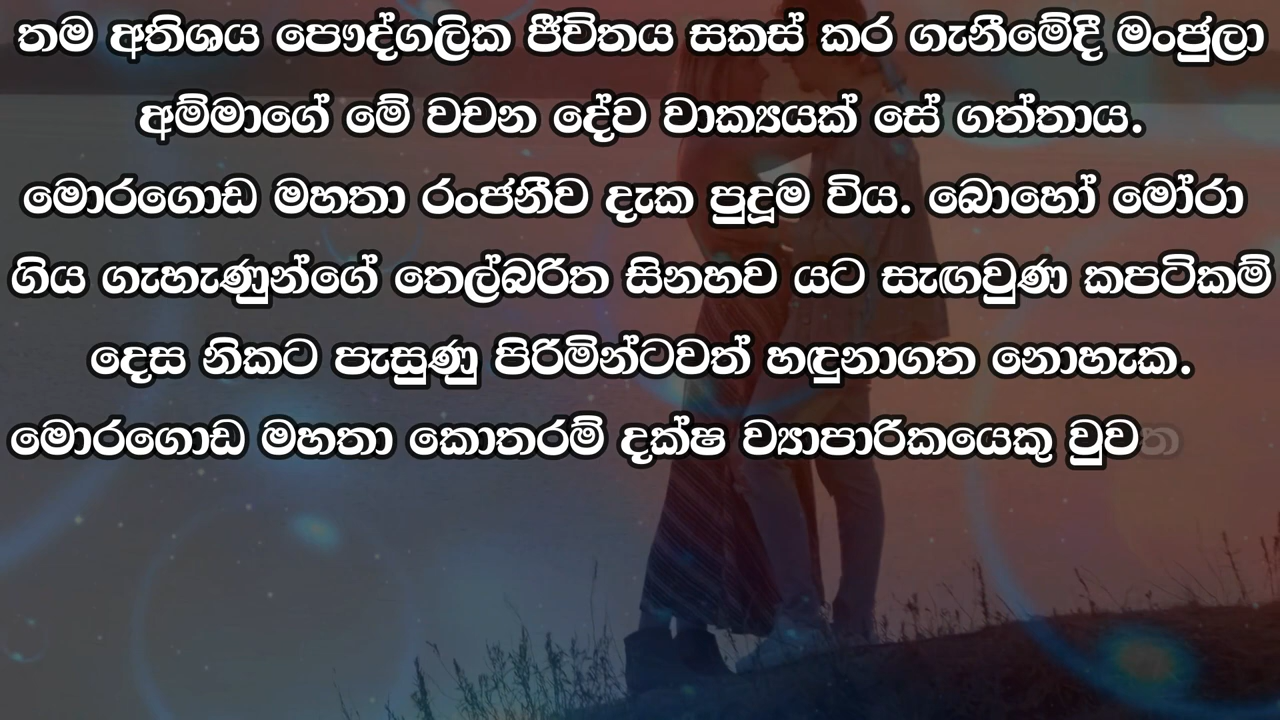 තම අතිශය පෞද්ගලික ජීවිතය සකස් කර ගැනීමේදී මංජුලා
අම්මාගේ මේ වචන දේව වාක්‍යයක් සේ ගත්තාය.
මොරගොඩ මහතා රංජනීව දැක පුදූම විය. බොහෝ මෝරා
ගිය ගැහැණුන්ගේ තෙල්බරිත සිනහව යට සැඟවුණ කපටිකම්
දෙස නිකට පැසුණු පිරිමින්ටවත් හඳුනාගත නොහැක.
මොරගොඩ මහතා කොතරම් දක්ෂ ව්‍යාපාරිකයෙකු වුවත